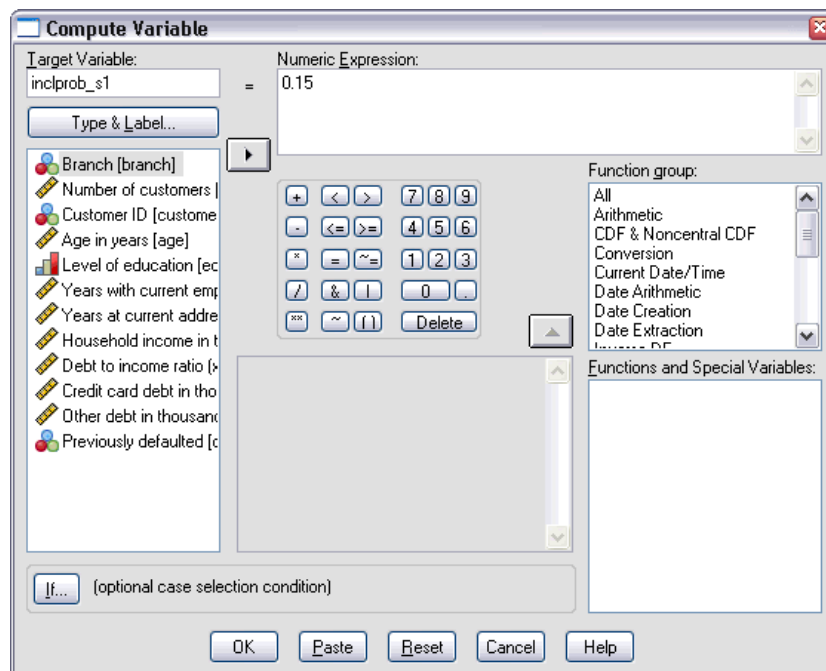 Compute Variable
Target Variable:
inclprob_s1
=
Numeric Expression:
0.15
Type & Label...
Branch [branch]
Number of customers [
Customer ID [custome
Age in years [age]
Level of education [ec
Years with current emp
Years at current addre
Household income in t
Debt to income ratio (x
Credit card debt in tho
Other debt in thousand
Previously defaulted [d
+ < > 7 8 9
- <= >= 4 5 6
* = ~= 1 2 3
/ & | 0 .
** ~ ( ) Delete
Function group:
All
Arithmetic
CDF & Noncentral CDF
Conversion
Current Date/Time
Date Arithmetic
Date Creation
Date Extraction
Inverse DF
Functions and Special Variables:
If... (optional case selection condition)
OK Paste Reset Cancel Help